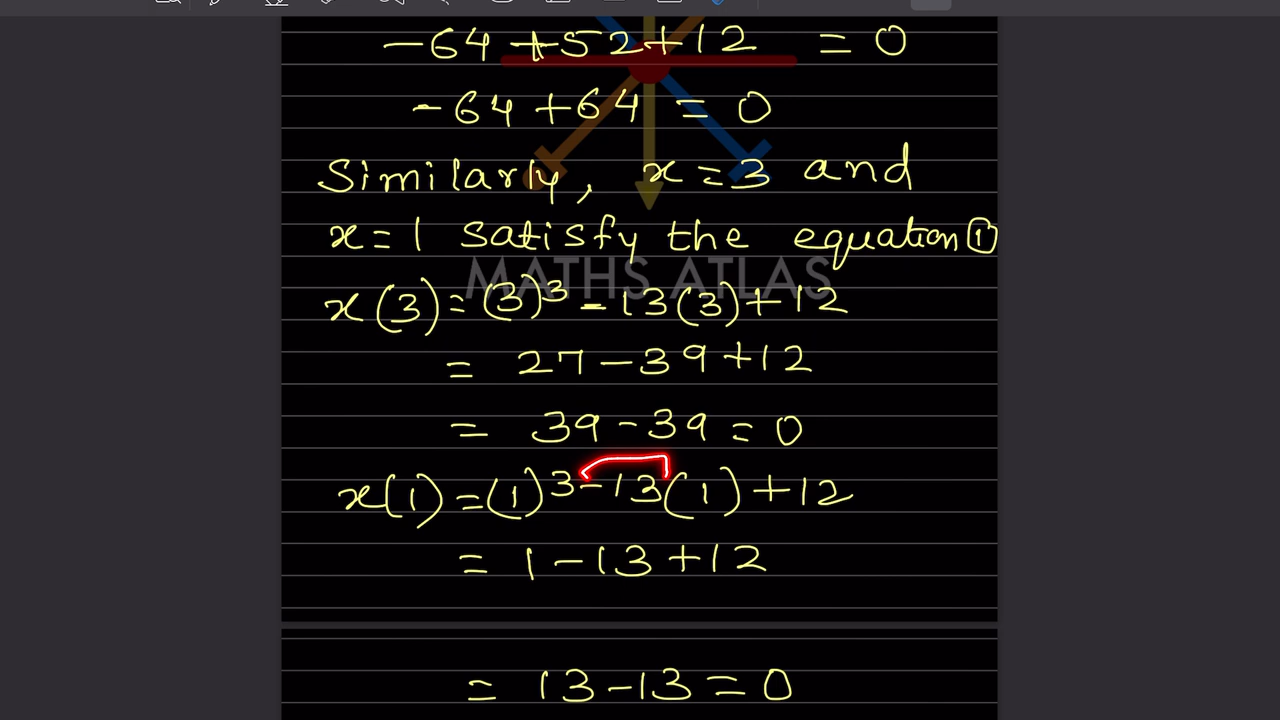 -64 +52+12 = 0
-64 +64 = 0
Similarly, x = 3 and
x = 1 satisfy the equation ①
MATHS ATLAS
x(3) = (3)³ - 13(3) + 12
= 27 - 39 + 12
= 39 - 39 = 0
x(1) = (1)³ - 13(1) + 12
= 1 - 13 + 12
= 13 - 13 = 0